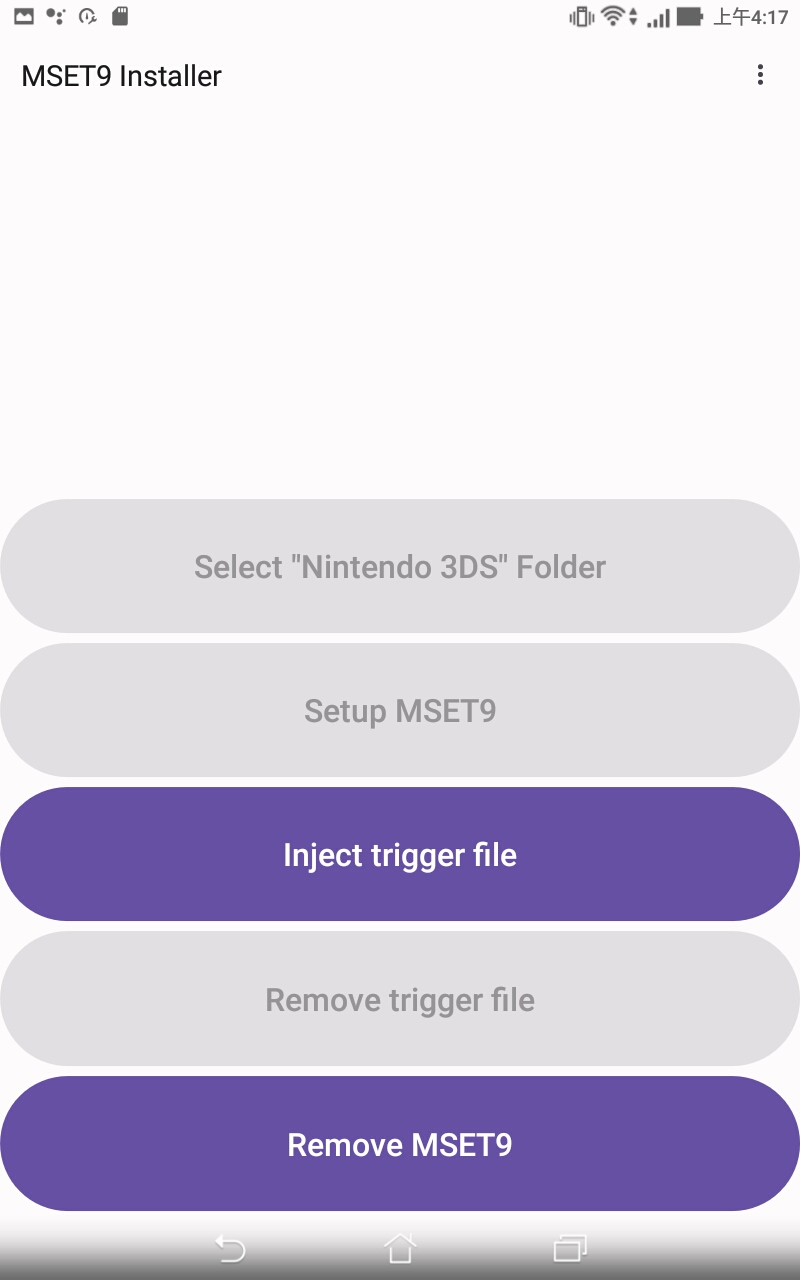 上午4:17
MSET9 Installer
Select "Nintendo 3DS" Folder
Setup MSET9
Inject trigger file
Remove trigger file
Remove MSET9